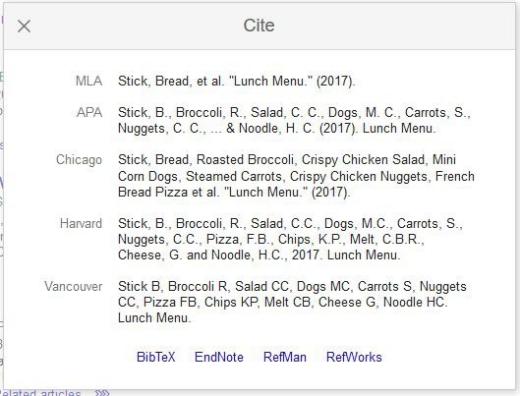 Cite
MLA Stick, Bread, et al. "Lunch Menu." (2017).
APA Stick, B., Broccoli, R., Salad, C. C., Dogs, M. C., Carrots, S.,
Nuggets, C. C., ... & Noodle, H. C. (2017). Lunch Menu.
Chicago Stick, Bread, Roasted Broccoli, Crispy Chicken Salad, Mini
Corn Dogs, Steamed Carrots, Crispy Chicken Nuggets, French
Bread Pizza et al. "Lunch Menu." (2017).
Harvard Stick, B., Broccoli, R., Salad, C.C., Dogs, M.C., Carrots, S.,
Nuggets, C.C., Pizza, F.B., Chips, K.P., Melt, C.B.R.,
Cheese, G. and Noodle, H.C., 2017. Lunch Menu.
Vancouver Stick B, Broccoli R, Salad CC, Dogs MC, Carrots S, Nuggets
CC, Pizza FB, Chips KP, Melt CB, Cheese G, Noodle HC.
Lunch Menu.
BibTeX EndNote RefMan RefWorks
elated articles